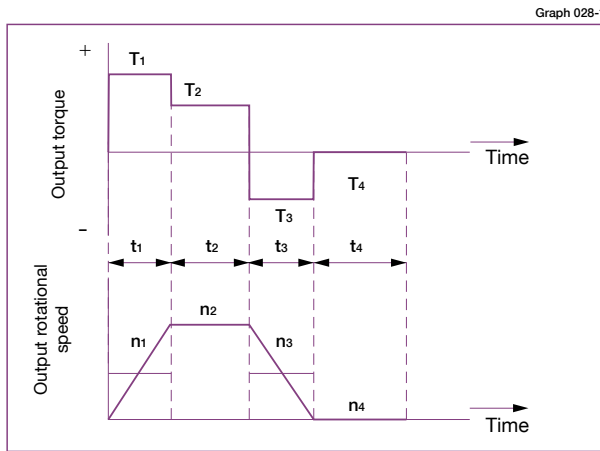 Graph 028-
+
T1
T2
Output torque
Time
T4
T3
–
t1 t2 t3 t4
n2
n1 n3
Output rotational
speed
n4
Time